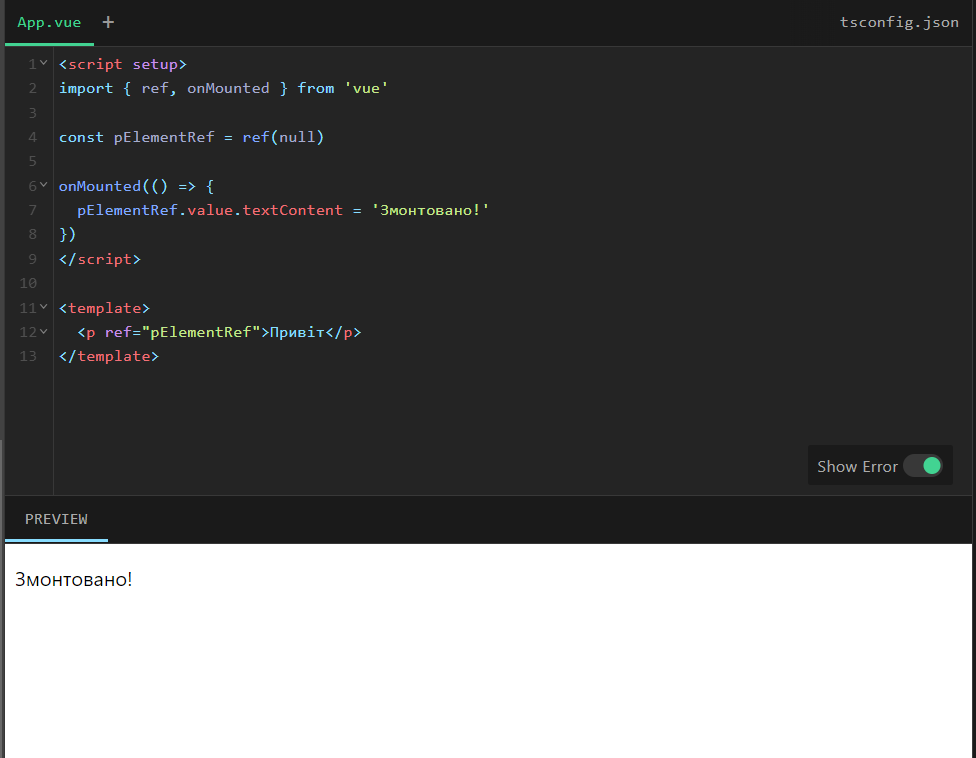 App.vue + tsconfig.json
1 <script setup>
2 import { ref, onMounted } from 'vue'
3
4 const pElementRef = ref(null)
5
6 onMounted(() => {
7   pElementRef.value.textContent = 'Змонтовано!'
8 })
9 </script>
10
11 <template>
12   <p ref="pElementRef">Привіт</p>
13 </template>
Show Error
PREVIEW
Змонтовано!